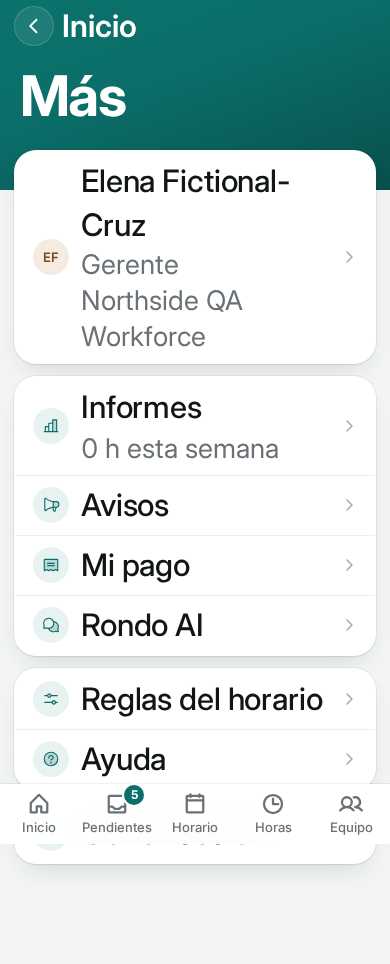 Inicio
Más
Elena Fictional-
Cruz
EF
Gerente
Northside QA
Workforce
Informes
0 h esta semana
Avisos
Mi pago
Rondo AI
Reglas del horario
Ayuda
5
Inicio
Pendientes
Horario
Horas
Equipo